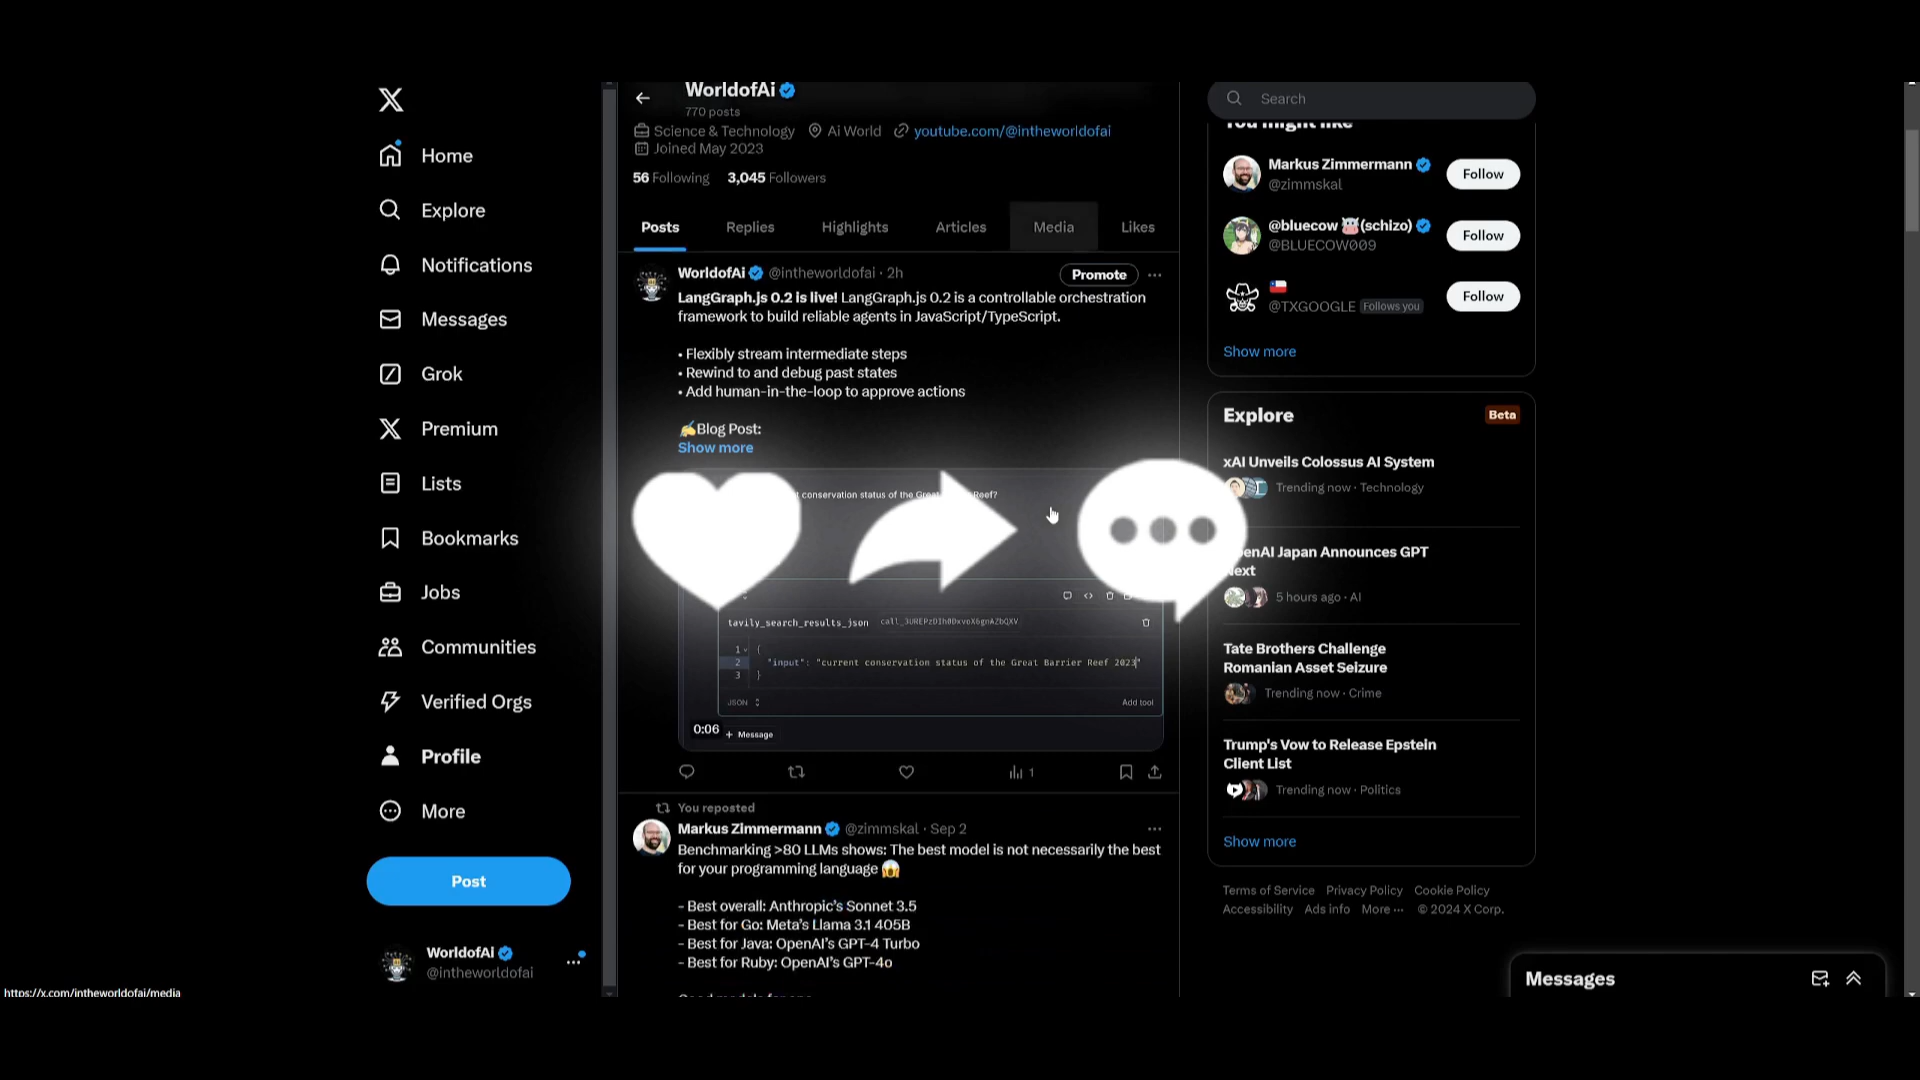 Home
Explore
Notifications
Messages
Grok
Premium
Lists
Bookmarks
Jobs
Communities
Verified Orgs
Profile
More
Post
WorldofAi
@intheworldofai
https://x.com/intheworldofai/media
WorldofAi
770 posts
Science & Technology Ai World youtube.com/@intheworldofai
Joined May 2023
56 Following 3,045 Followers
Posts Replies Highlights Articles Media Likes
WorldofAi @intheworldofai · 2h
Promote
LangGraph.js 0.2 is live! LangGraph.js 0.2 is a controllable orchestration
framework to build reliable agents in JavaScript/TypeScript.
• Flexibly stream intermediate steps
• Rewind to and debug past states
• Add human-in-the-loop to approve actions
✍️Blog Post:
Show more
conservation status of the Great Reef?
tavily_search_results_json
1 {
2 "input": "current conservation status of the Great Barrier Reef 2023"
3 }
JSON
Add tool
0:06
+ Message
1
You reposted
Markus Zimmermann @zimmskal · Sep 2
Benchmarking >80 LLMs shows: The best model is not necessarily the best
for your programming language 😱
- Best overall: Anthropic's Sonnet 3.5
- Best for Go: Meta's Llama 3.1 405B
- Best for Java: OpenAI's GPT-4 Turbo
- Best for Ruby: OpenAI's GPT-4o
Search
You might like
Markus Zimmermann
@zimmskal
Follow
@bluecow 🐮(schizo)
@BLUECOW009
Follow
🇨🇱
@TXGOOGLE Follows you
Follow
Show more
Explore
Beta
xAI Unveils Colossus AI System
Trending now · Technology
OpenAI Japan Announces GPT
Next
5 hours ago · AI
Tate Brothers Challenge
Romanian Asset Seizure
Trending now · Crime
Trump's Vow to Release Epstein
Client List
Trending now · Politics
Show more
Terms of Service Privacy Policy Cookie Policy
Accessibility Ads info More ··· © 2024 X Corp.
Messages